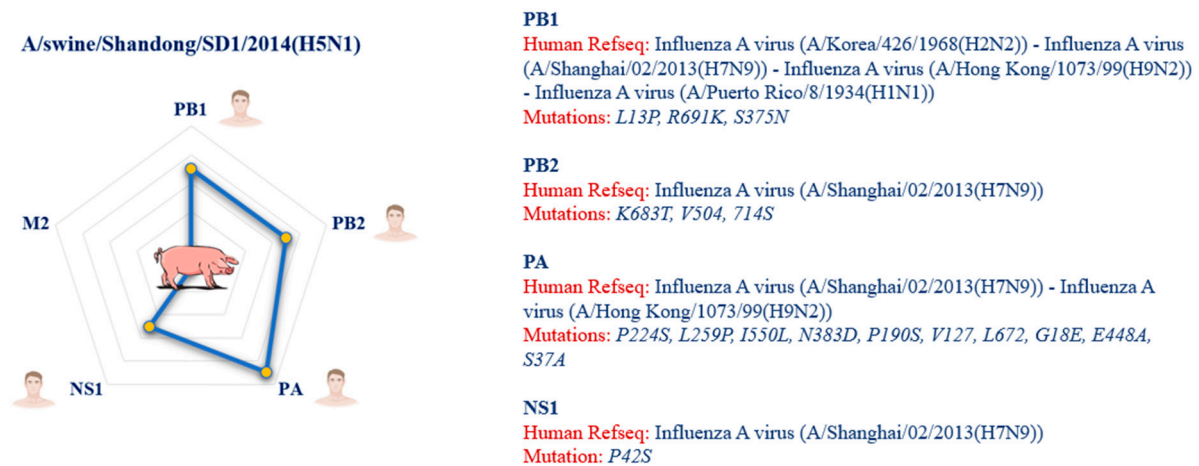 A/swine/Shandong/SD1/2014(H5N1)
PB1
M2
PB2
NS1
PA
PB1
Human Refseq: Influenza A virus (A/Korea/426/1968(H2N2)) - Influenza A virus
(A/Shanghai/02/2013(H7N9)) - Influenza A virus (A/Hong Kong/1073/99(H9N2))
- Influenza A virus (A/Puerto Rico/8/1934(H1N1))
Mutations: L13P, R691K, S375N
PB2
Human Refseq: Influenza A virus (A/Shanghai/02/2013(H7N9))
Mutations: K683T, V504, 714S
PA
Human Refseq: Influenza A virus (A/Shanghai/02/2013(H7N9)) - Influenza A
virus (A/Hong Kong/1073/99(H9N2))
Mutations: P224S, L259P, I550L, N383D, P190S, V127, L672, G18E, E448A,
S37A
NS1
Human Refseq: Influenza A virus (A/Shanghai/02/2013(H7N9))
Mutation: P42S